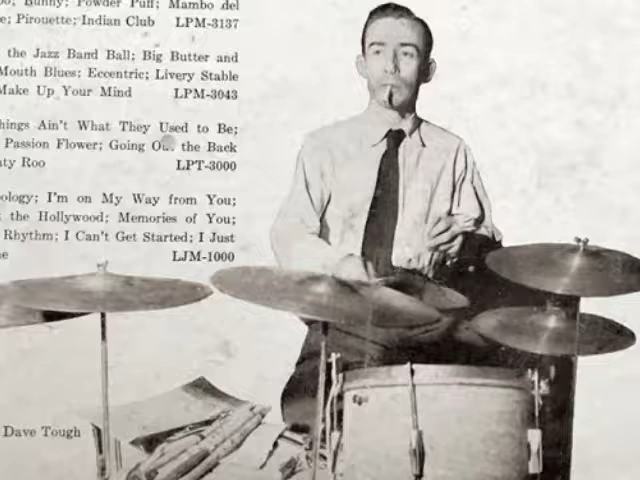 Bunny; Powder Puff; Mambo del
e; Pirouette; Indian Club LPM-3137
the Jazz Band Ball; Big Butter and
Mouth Blues; Eccentric; Livery Stable
Make Up Your Mind LPM-3043
hings Ain't What They Used to Be;
Passion Flower; Going Out the Back
nty Roo LPT-3000
ology; I'm on My Way from You;
the Hollywood; Memories of You;
Rhythm; I Can't Get Started; I Just
e LJM-1000
Dave Tough